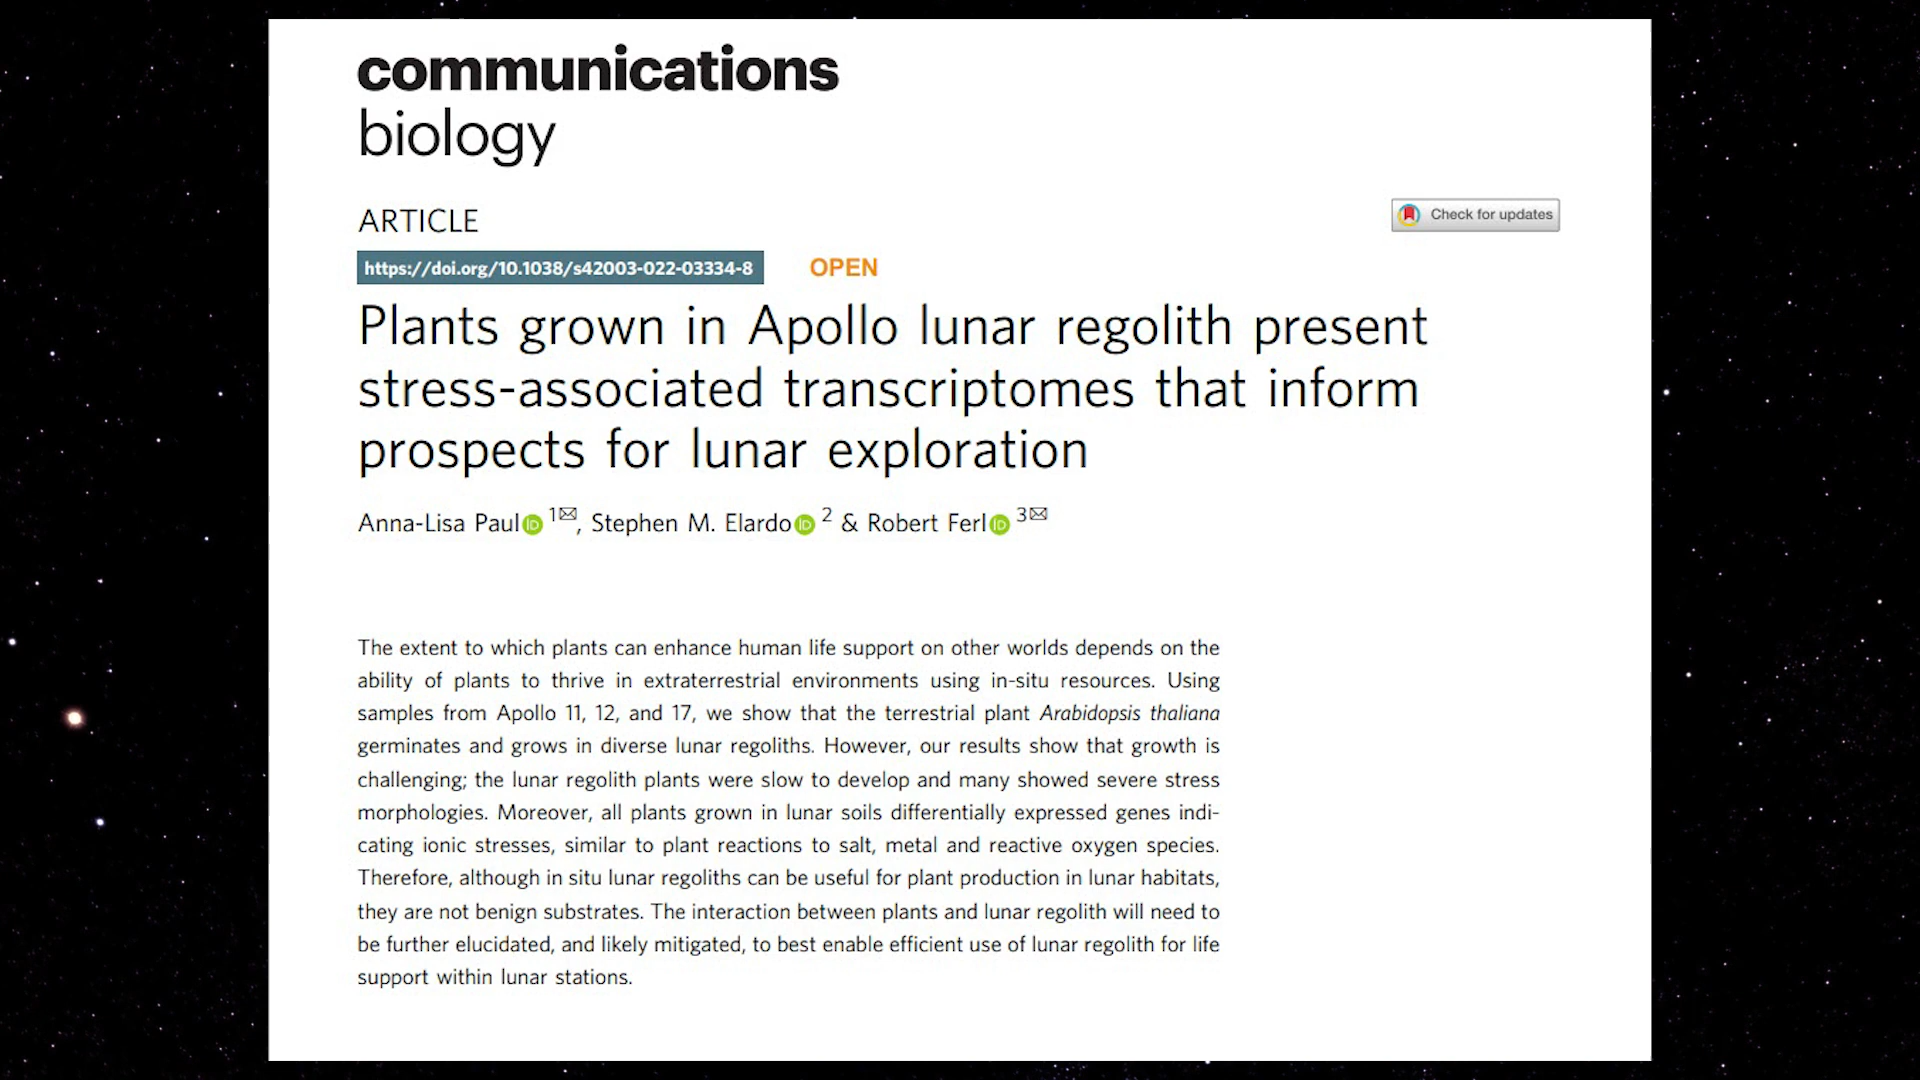 communications
biology
ARTICLE
Check for updates
https://doi.org/10.1038/s42003-022-03334-8 OPEN
Plants grown in Apollo lunar regolith present
stress-associated transcriptomes that inform
prospects for lunar exploration
Anna-Lisa Paul iD 1✉, Stephen M. Elardo iD 2 & Robert Ferl iD 3✉
The extent to which plants can enhance human life support on other worlds depends on the
ability of plants to thrive in extraterrestrial environments using in-situ resources. Using
samples from Apollo 11, 12, and 17, we show that the terrestrial plant Arabidopsis thaliana
germinates and grows in diverse lunar regoliths. However, our results show that growth is
challenging; the lunar regolith plants were slow to develop and many showed severe stress
morphologies. Moreover, all plants grown in lunar soils differentially expressed genes indi-
cating ionic stresses, similar to plant reactions to salt, metal and reactive oxygen species.
Therefore, although in situ lunar regoliths can be useful for plant production in lunar habitats,
they are not benign substrates. The interaction between plants and lunar regolith will need to
be further elucidated, and likely mitigated, to best enable efficient use of lunar regolith for life
support within lunar stations.